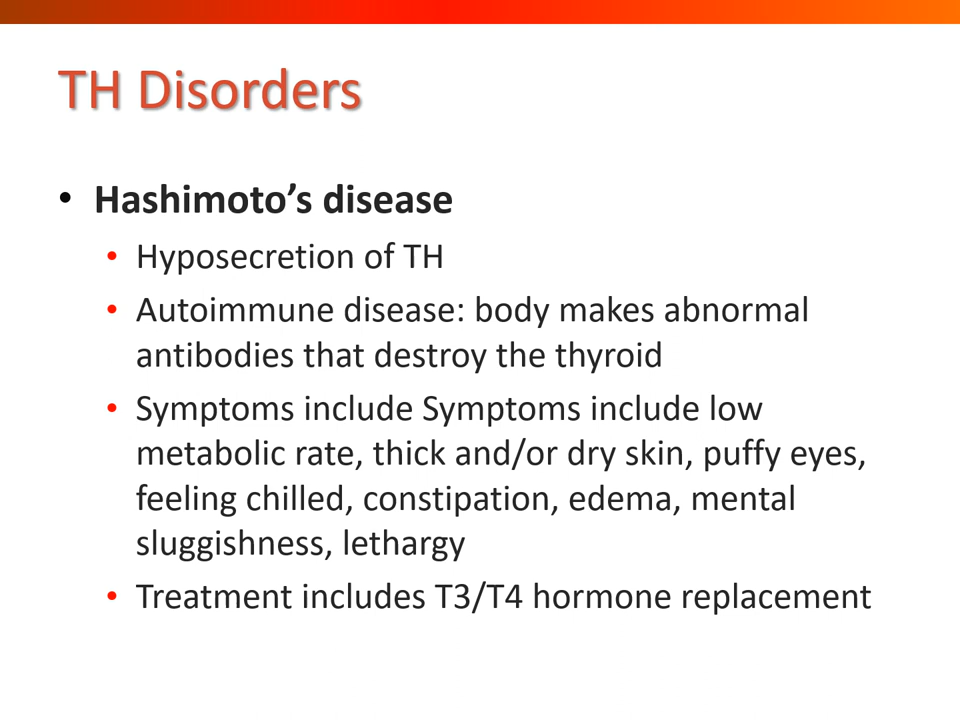 TH Disorders
• Hashimoto’s disease
• Hyposecretion of TH
• Autoimmune disease: body makes abnormal
antibodies that destroy the thyroid
• Symptoms include Symptoms include low
metabolic rate, thick and/or dry skin, puffy eyes,
feeling chilled, constipation, edema, mental
sluggishness, lethargy
• Treatment includes T3/T4 hormone replacement